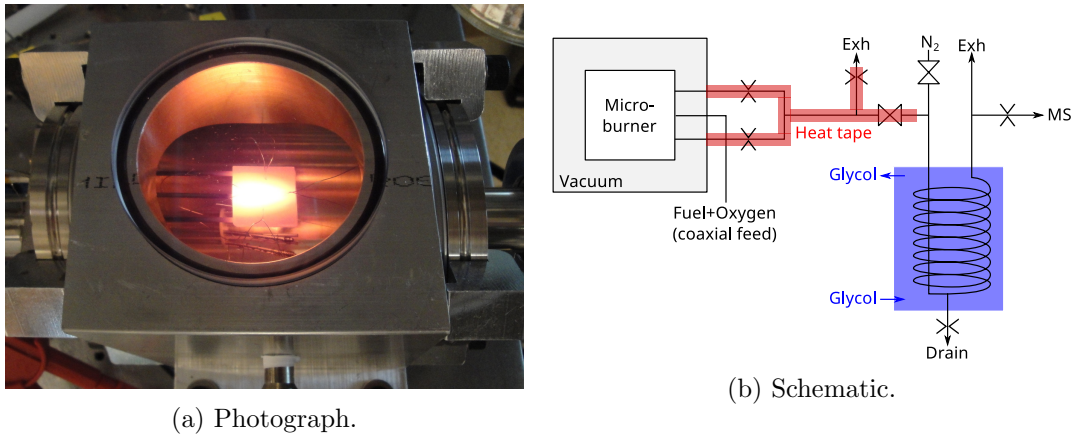 Exh
N₂
Exh
Micro-
burner
MS
Heat tape
Vacuum
Glycol
Fuel+Oxygen
(coaxial feed)
Glycol
Drain
(a) Photograph.
(b) Schematic.